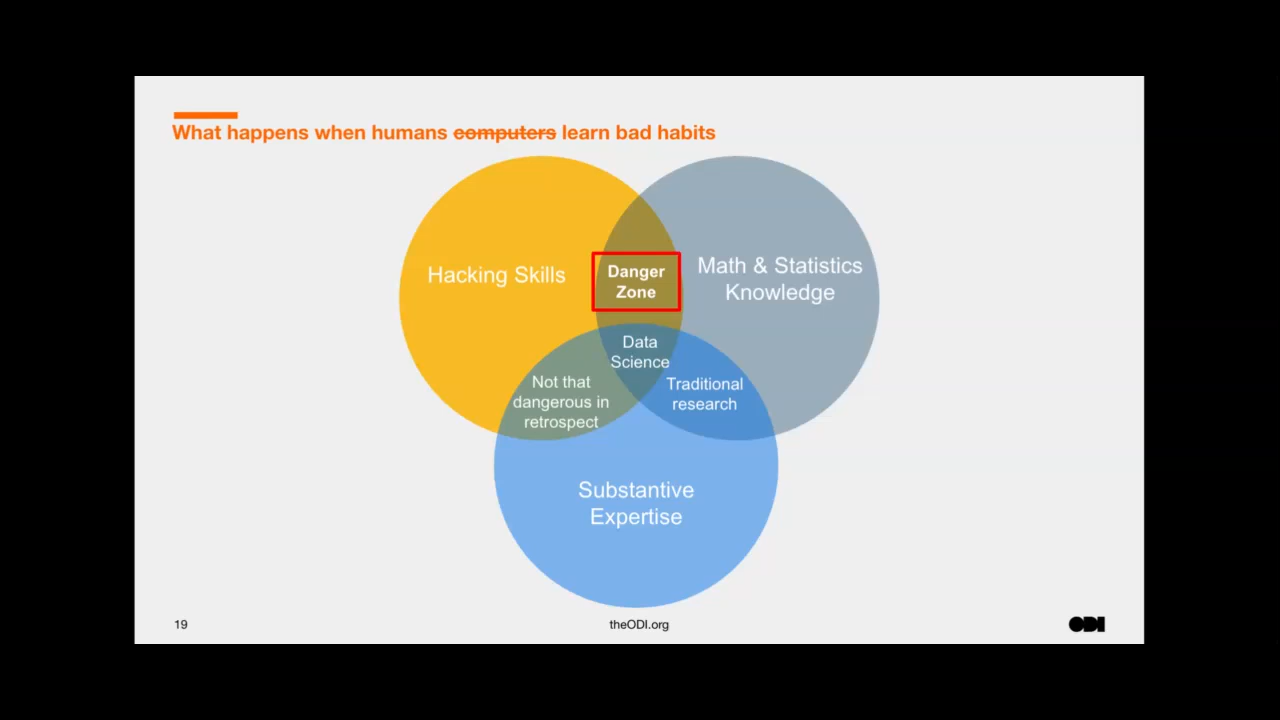 What happens when humans computers learn bad habits
Hacking Skills
Danger
Zone
Math & Statistics
Knowledge
Data
Science
Not that
dangerous in
retrospect
Traditional
research
Substantive
Expertise
19
theODI.org
ODI